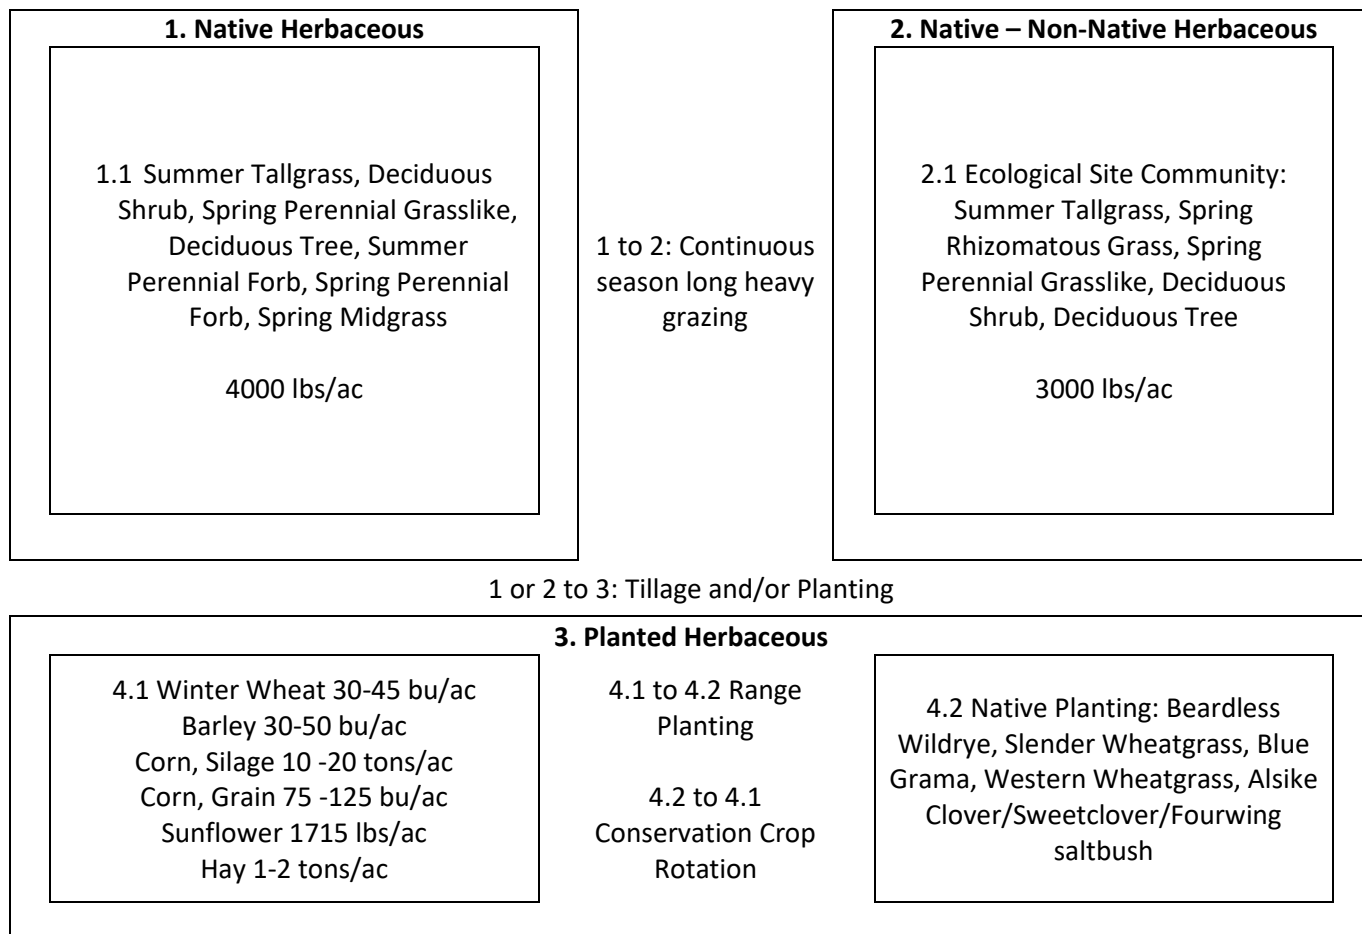 1. Native Herbaceous
1.1 Summer Tallgrass, Deciduous
Shrub, Spring Perennial Grasslike,
Deciduous Tree, Summer
Perennial Forb, Spring Perennial
Forb, Spring Midgrass
4000 lbs/ac
1 to 2: Continuous
season long heavy
grazing
2. Native – Non-Native Herbaceous
2.1 Ecological Site Community:
Summer Tallgrass, Spring
Rhizomatous Grass, Spring
Perennial Grasslike, Deciduous
Shrub, Deciduous Tree
3000 lbs/ac
1 or 2 to 3: Tillage and/or Planting
3. Planted Herbaceous
4.1 Winter Wheat 30-45 bu/ac
Barley 30-50 bu/ac
Corn, Silage 10 -20 tons/ac
Corn, Grain 75 -125 bu/ac
Sunflower 1715 lbs/ac
Hay 1-2 tons/ac
4.1 to 4.2 Range
Planting
4.2 to 4.1
Conservation Crop
Rotation
4.2 Native Planting: Beardless
Wildrye, Slender Wheatgrass, Blue
Grama, Western Wheatgrass, Alsike
Clover/Sweetclover/Fourwing
saltbush